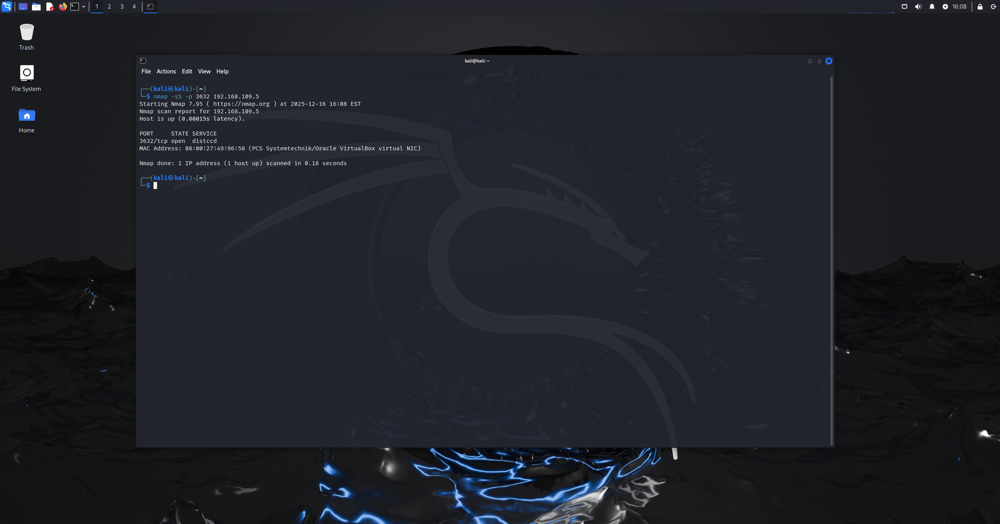 1 2 3 4
16:08
Trash
File System
Home
kali@kali: ~
File Actions Edit View Help
┌──(kali㉿kali)-[~]
└─$ nmap -sS -p 3632 192.168.109.5
Starting Nmap 7.95 ( https://nmap.org ) at 2025-12-16 16:08 EST
Nmap scan report for 192.168.109.5
Host is up (0.00015s latency).
PORT     STATE SERVICE
3632/tcp open  distccd
MAC Address: 08:00:27:49:96:58 (PCS Systemtechnik/Oracle VirtualBox virtual NIC)
Nmap done: 1 IP address (1 host up) scanned in 0.18 seconds
┌──(kali㉿kali)-[~]
└─$